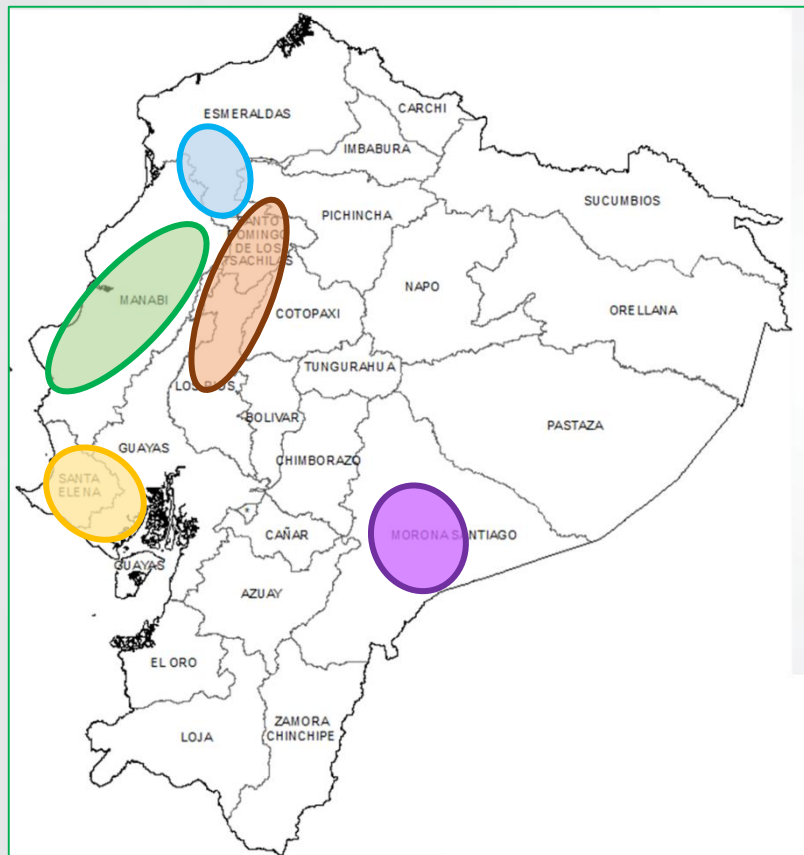 ESMERALDAS
CARCHI
IMBABURA
SUCUMBIOS
PICHINCHA
SANTO
DOMINGO
DE LOS
TSACHILAS
MANABI
NAPO
ORELLANA
COTOPAXI
TUNGURAHUA
LOS RIOS
BOLIVAR
PASTAZA
GUAYAS
CHIMBORAZO
SANTA
ELENA
CAÑAR
MORONA SANTIAGO
GUAYAS
AZUAY
EL ORO
ZAMORA
CHINCHIPE
LOJA